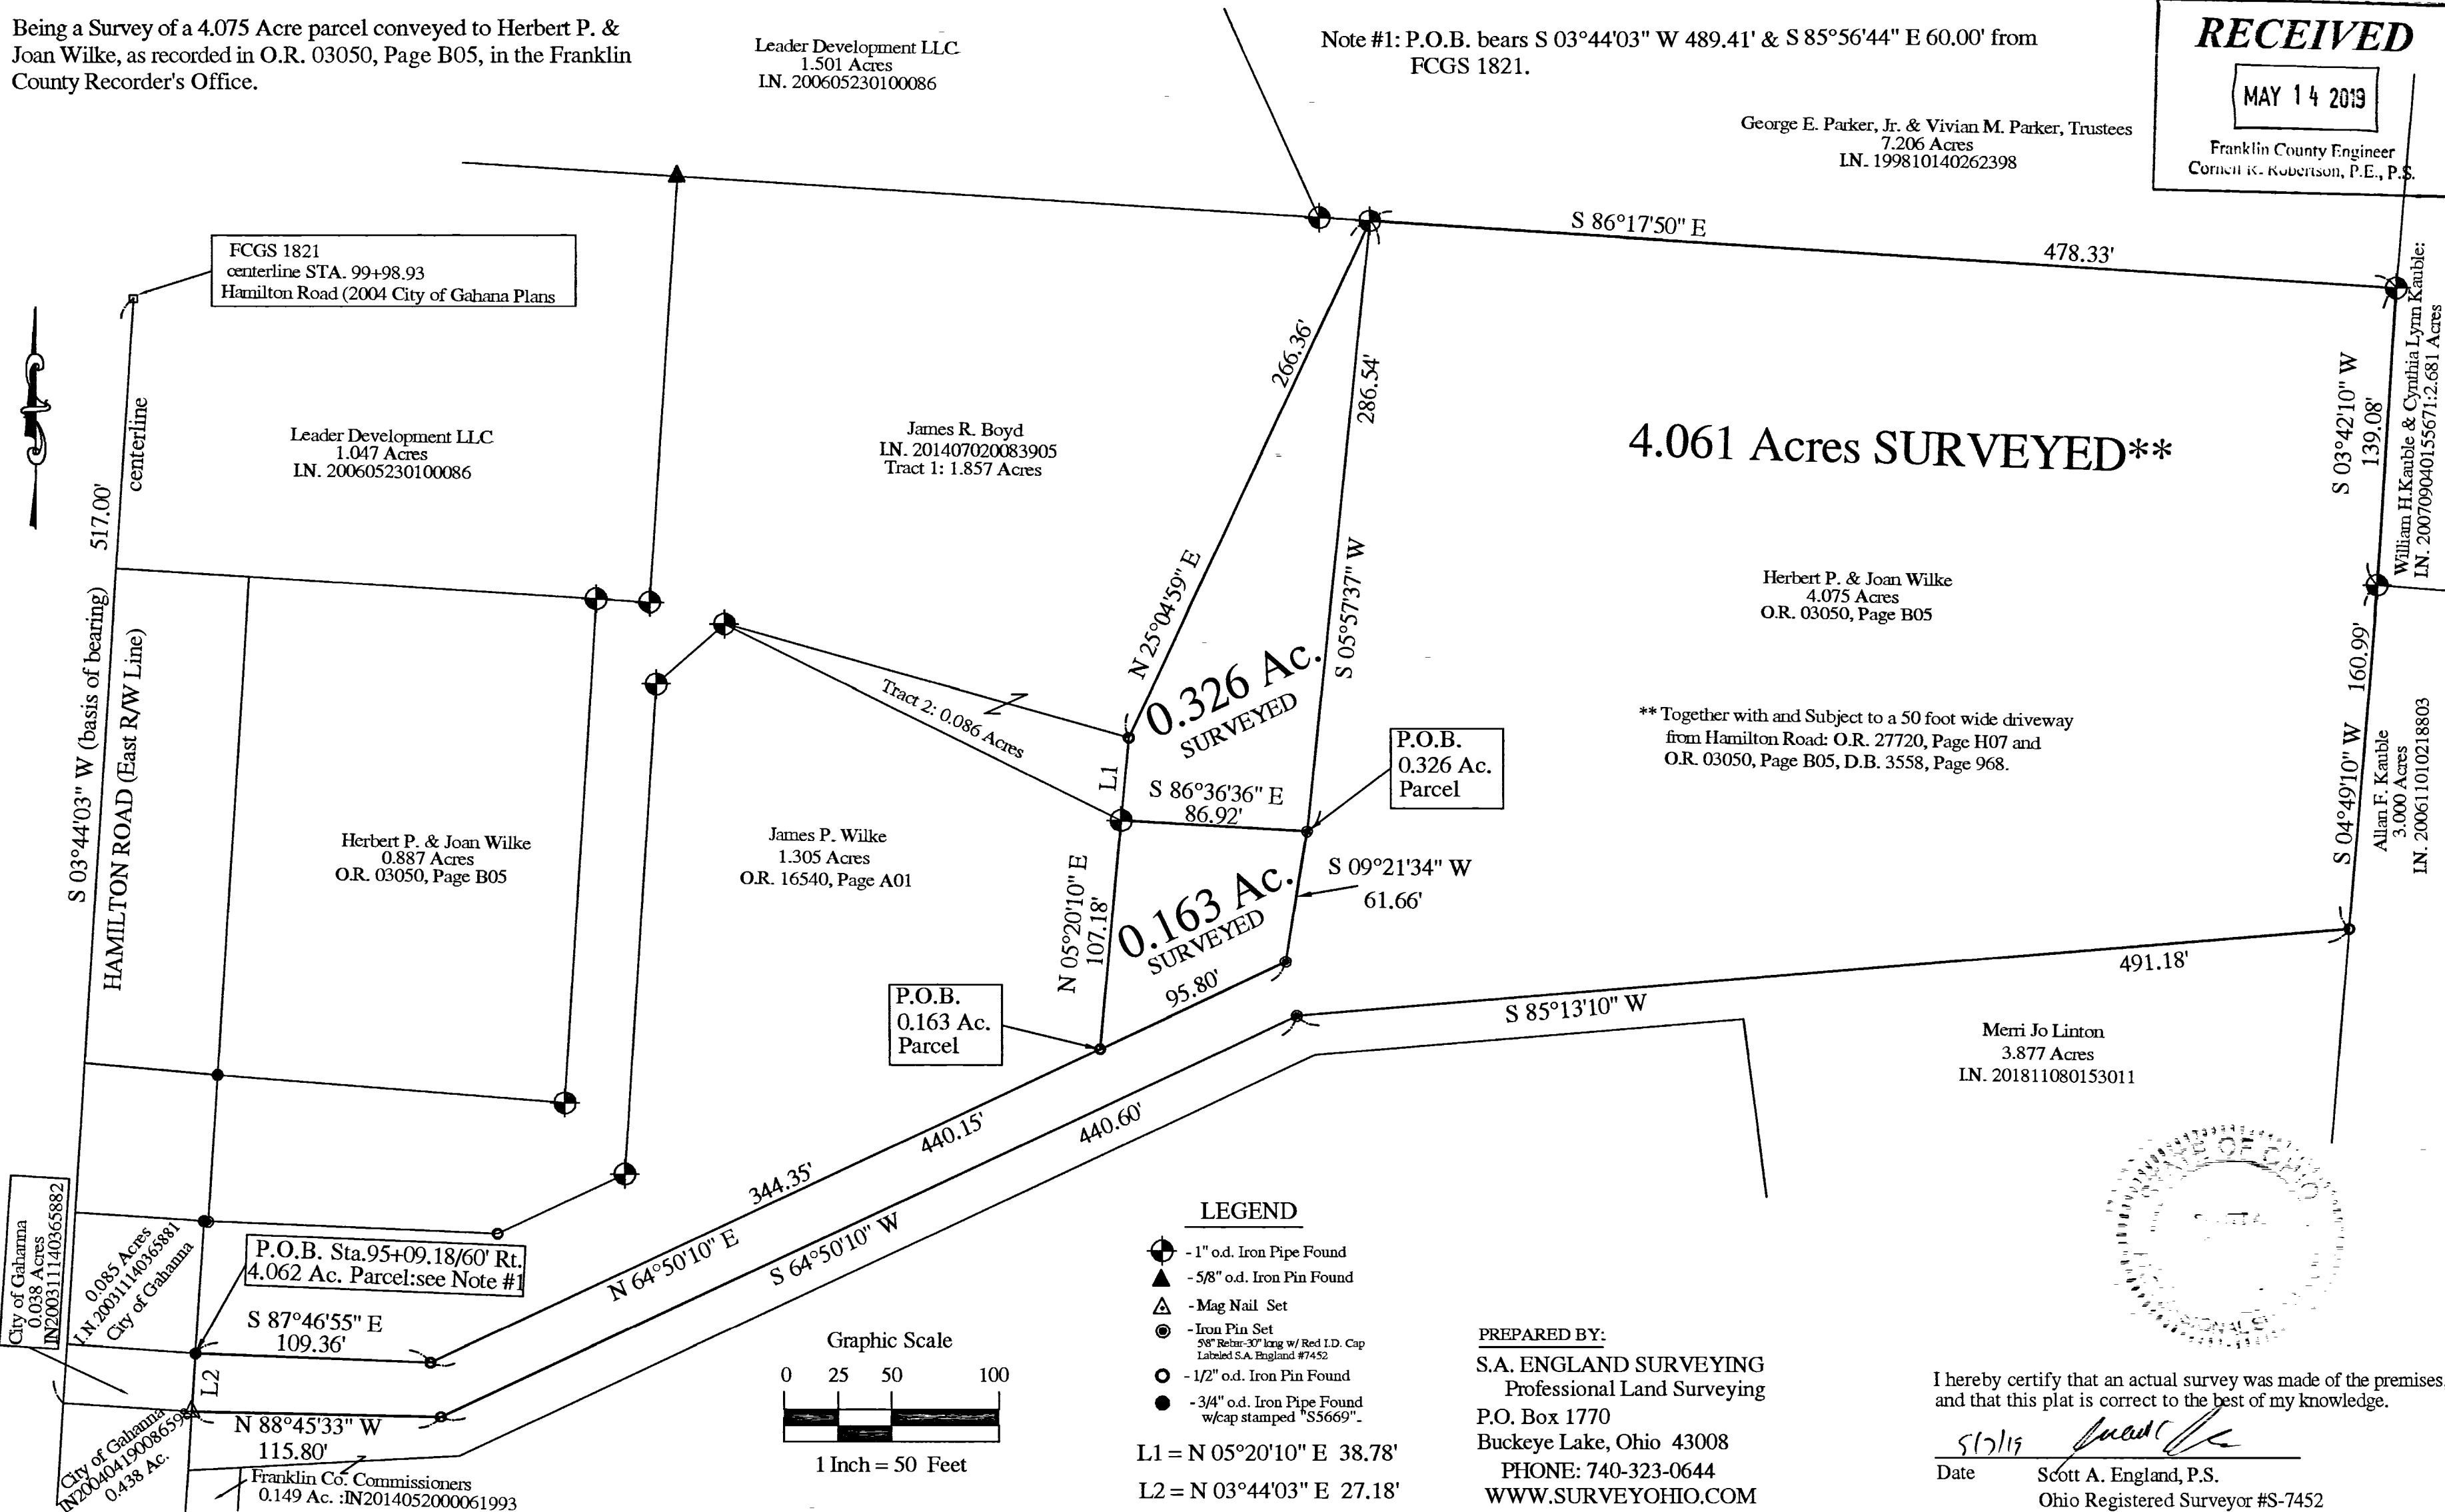 Being a Survey of a 4.075 Acre parcel conveyed to Herbert P. &
Joan Wilke, as recorded in O.R. 03050, Page B05, in the Franklin
County Recorder's Office.
Leader Development LLC
1.501 Acres
I.N. 200605230100086
Note #1: P.O.B. bears S 03°44'03" W 489.41' & S 85°56'44" E 60.00' from
FCGS 1821.
RECEIVED
MAY 14 2019
Franklin County Engineer
Cornell R. Robertson, P.E., P.S.
George E. Parker, Jr. & Vivian M. Parker, Trustees
7.206 Acres
I.N. 199810140262398
S 86°17'50" E
478.33'
FCGS 1821
centerline STA. 99+98.93
Hamilton Road (2004 City of Gahana Plans
centerline
517.00'
S 03°44'03" W (basis of bearing)
HAMILTON ROAD (East R/W Line)
Leader Development LLC
1.047 Acres
I.N. 200605230100086
James R. Boyd
I.N. 201407020083905
Tract 1: 1.857 Acres
266.36'
N 25°04'59" E
286.54'
S 05°57'37" W
4.061 Acres SURVEYED**
S 03°42'10" W
139.08'
William H.Kauble & Cynthia Lynn Kauble:
I.N. 200709040155671:2.681 Acres
Herbert P. & Joan Wilke
4.075 Acres
O.R. 03050, Page B05
** Together with and Subject to a 50 foot wide driveway
from Hamilton Road: O.R. 27720, Page H07 and
O.R. 03050, Page B05, D.B. 3558, Page 968.
160.99'
S 04°49'10" W
Allan F. Kauble
3.000 Acres
I.N. 200611010218803
Tract 2: 0.086 Acres
0.326 Ac.
SURVEYED
L1
S 86°36'36" E
86.92'
P.O.B.
0.326 Ac.
Parcel
Herbert P. & Joan Wilke
0.887 Acres
O.R. 03050, Page B05
James P. Wilke
1.305 Acres
O.R. 16540, Page A01
N 05°20'10" E
107.18'
0.163 Ac.
SURVEYED
S 09°21'34" W
61.66'
95.80'
P.O.B.
0.163 Ac.
Parcel
491.18'
S 85°13'10" W
Merri Jo Linton
3.877 Acres
I.N. 201811080153011
440.15'
440.60'
344.35'
N 64°50'10" E
S 64°50'10" W
City of Gahanna
0.038 Acres
IN200311140365882
0.085 Acres
I.N.200311140365881
City of Gahanna
P.O.B. Sta.95+09.18/60' Rt.
4.062 Ac. Parcel:see Note #1
S 87°46'55" E
109.36'
L2
N 88°45'33" W
115.80'
City of Gahanna
IN200404190086598
0.438 Ac.
Franklin Co. Commissioners
0.149 Ac. :IN2014052000061993
Graphic Scale
0 25 50 100
1 Inch = 50 Feet
LEGEND
- 1" o.d. Iron Pipe Found
- 5/8" o.d. Iron Pin Found
- Mag Nail Set
- Iron Pin Set
5/8" Rebar-30" long w/ Red I.D. Cap
Labeled S.A. England #7452
- 1/2" o.d. Iron Pin Found
- 3/4" o.d. Iron Pipe Found
w/cap stamped "S5669"
L1 = N 05°20'10" E 38.78'
L2 = N 03°44'03" E 27.18'
PREPARED BY:
S.A. ENGLAND SURVEYING
Professional Land Surveying
P.O. Box 1770
Buckeye Lake, Ohio 43008
PHONE: 740-323-0644
WWW.SURVEYOHIO.COM
OF
I hereby certify that an actual survey was made of the premises,
and that this plat is correct to the best of my knowledge.
5/7/19
Date
Scott A. England, P.S.
Ohio Registered Surveyor #S-7452